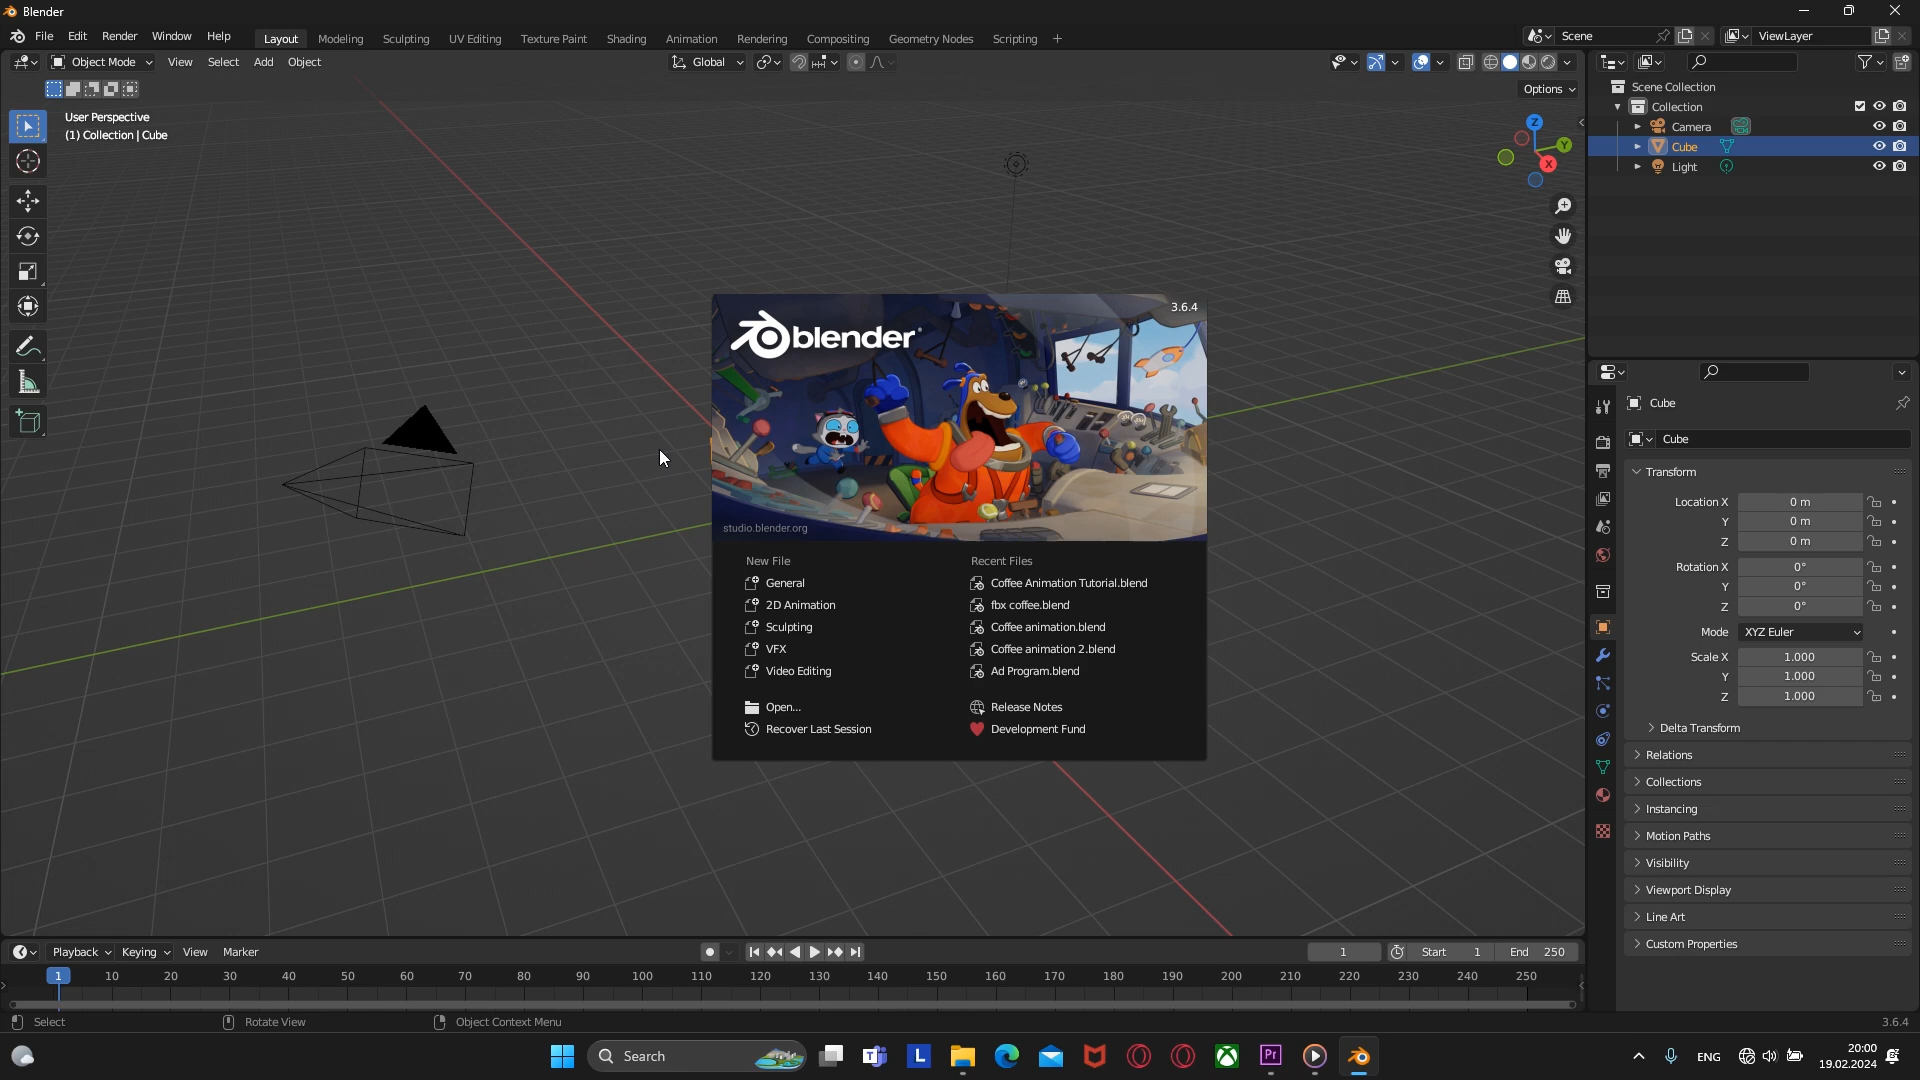 Blender
File Edit Render Window Help Layout Modeling Sculpting UV Editing Texture Paint Shading Animation Rendering Compositing Geometry Nodes Scripting + Scene ViewLayer
Object Mode View Select Add Object Global
Options
User Perspective
(1) Collection | Cube
Z
Y
X
Scene Collection
Collection
Camera
Cube
Light
3.6.4
blender
studio.blender.org
New File
General
2D Animation
Sculpting
VFX
Video Editing
Open...
Recover Last Session
Recent Files
Coffee Animation Tutorial.blend
fbx coffee.blend
Coffee animation.blend
Coffee animation 2.blend
Ad Program.blend
Release Notes
Development Fund
Cube
Cube
Transform
Location X 0 m
Y 0 m
Z 0 m
Rotation X 0°
Y 0°
Z 0°
Mode XYZ Euler
Scale X 1.000
Y 1.000
Z 1.000
Delta Transform
Relations
Collections
Instancing
Motion Paths
Visibility
Viewport Display
Line Art
Custom Properties
Playback Keying View Marker 1 Start 1 End 250
1 10 20 30 40 50 60 70 80 90 100 110 120 130 140 150 160 170 180 190 200 210 220 230 240 250
Select Rotate View Object Context Menu 3.6.4
Search T L Pr ENG 20:00
19.02.2024